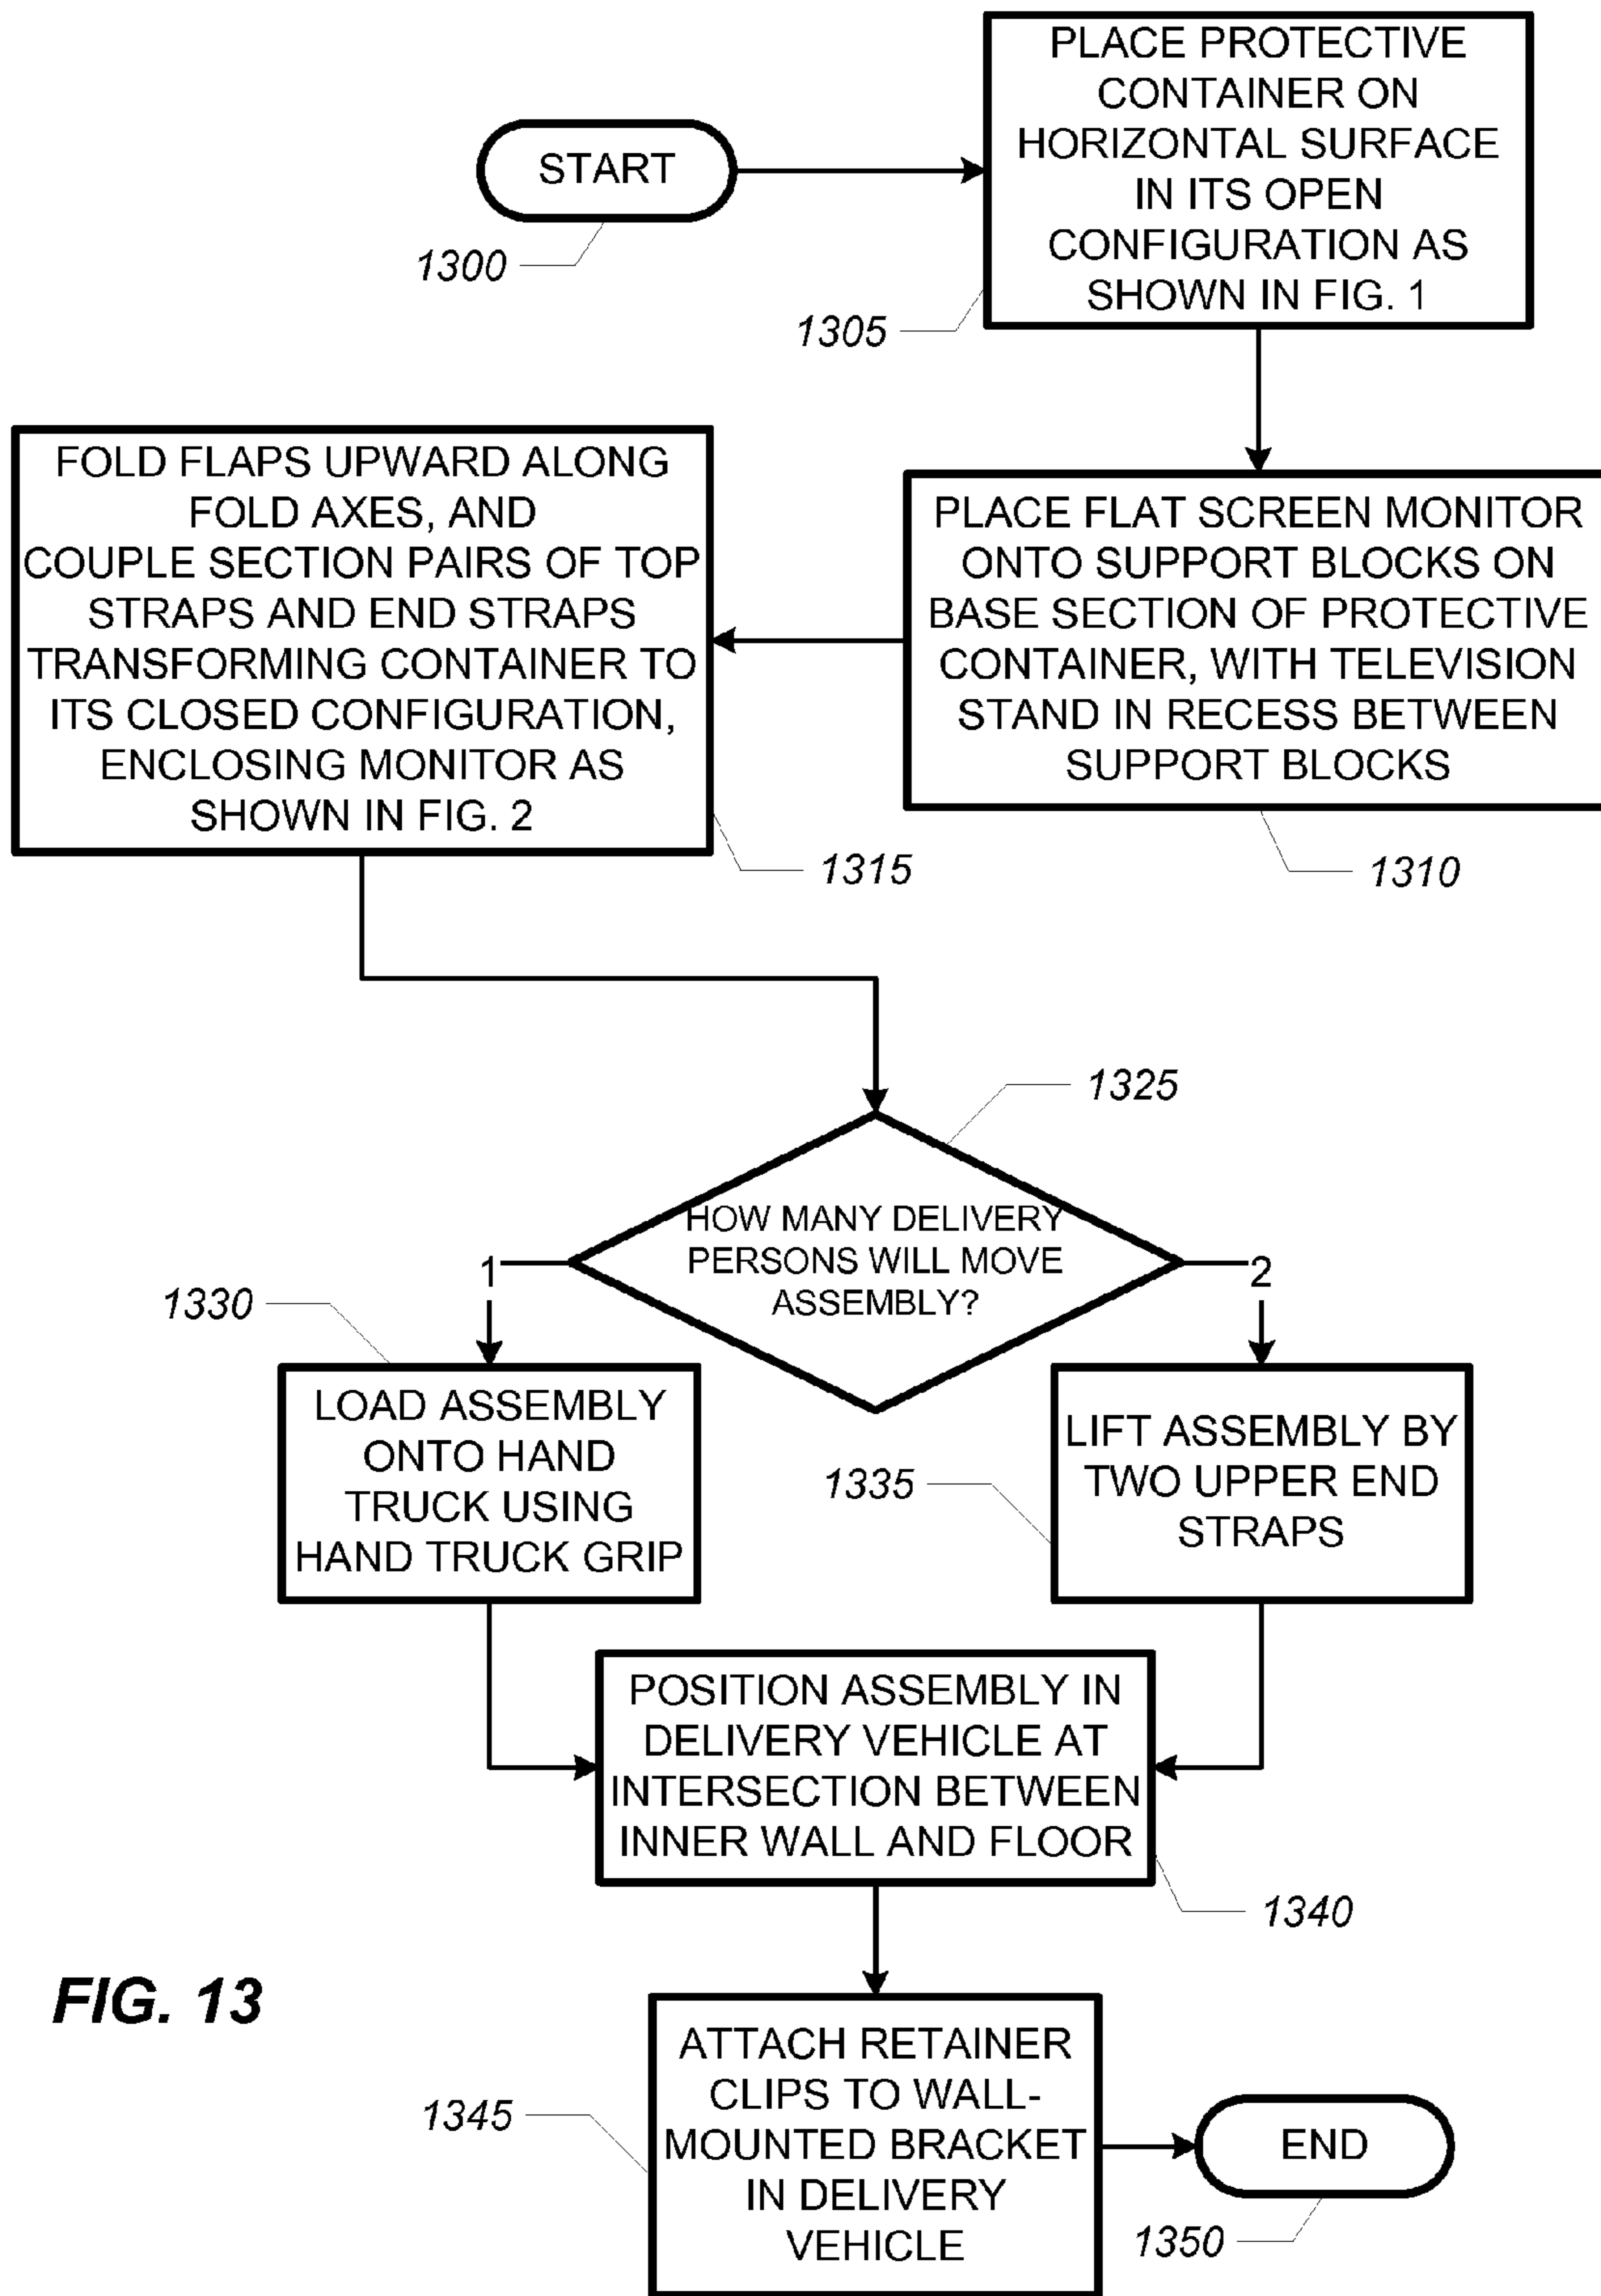 PLACE PROTECTIVE
CONTAINER ON
HORIZONTAL SURFACE
IN ITS OPEN
CONFIGURATION AS
SHOWN IN FIG. 1
START
1300
1305
FOLD FLAPS UPWARD ALONG
FOLD AXES, AND
COUPLE SECTION PAIRS OF TOP
STRAPS AND END STRAPS
TRANSFORMING CONTAINER TO
ITS CLOSED CONFIGURATION,
ENCLOSING MONITOR AS
SHOWN IN FIG. 2
1315
PLACE FLAT SCREEN MONITOR
ONTO SUPPORT BLOCKS ON
BASE SECTION OF PROTECTIVE
CONTAINER, WITH TELEVISION
STAND IN RECESS BETWEEN
SUPPORT BLOCKS
1310
1325
HOW MANY DELIVERY
PERSONS WILL MOVE
ASSEMBLY?
1
2
1330
LOAD ASSEMBLY
ONTO HAND
TRUCK USING
HAND TRUCK GRIP
1335
LIFT ASSEMBLY BY
TWO UPPER END
STRAPS
POSITION ASSEMBLY IN
DELIVERY VEHICLE AT
INTERSECTION BETWEEN
INNER WALL AND FLOOR
1340
FIG. 13
ATTACH RETAINER
CLIPS TO WALL-
MOUNTED BRACKET
IN DELIVERY
VEHICLE
1345
END
1350